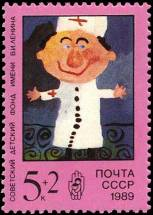 СОВЕТСКИЙ ДЕТСКИЙ ФОНД ИМЕНИ В.И.ЛЕНИНА
5+2 к
ПОЧТА
СССР
1989